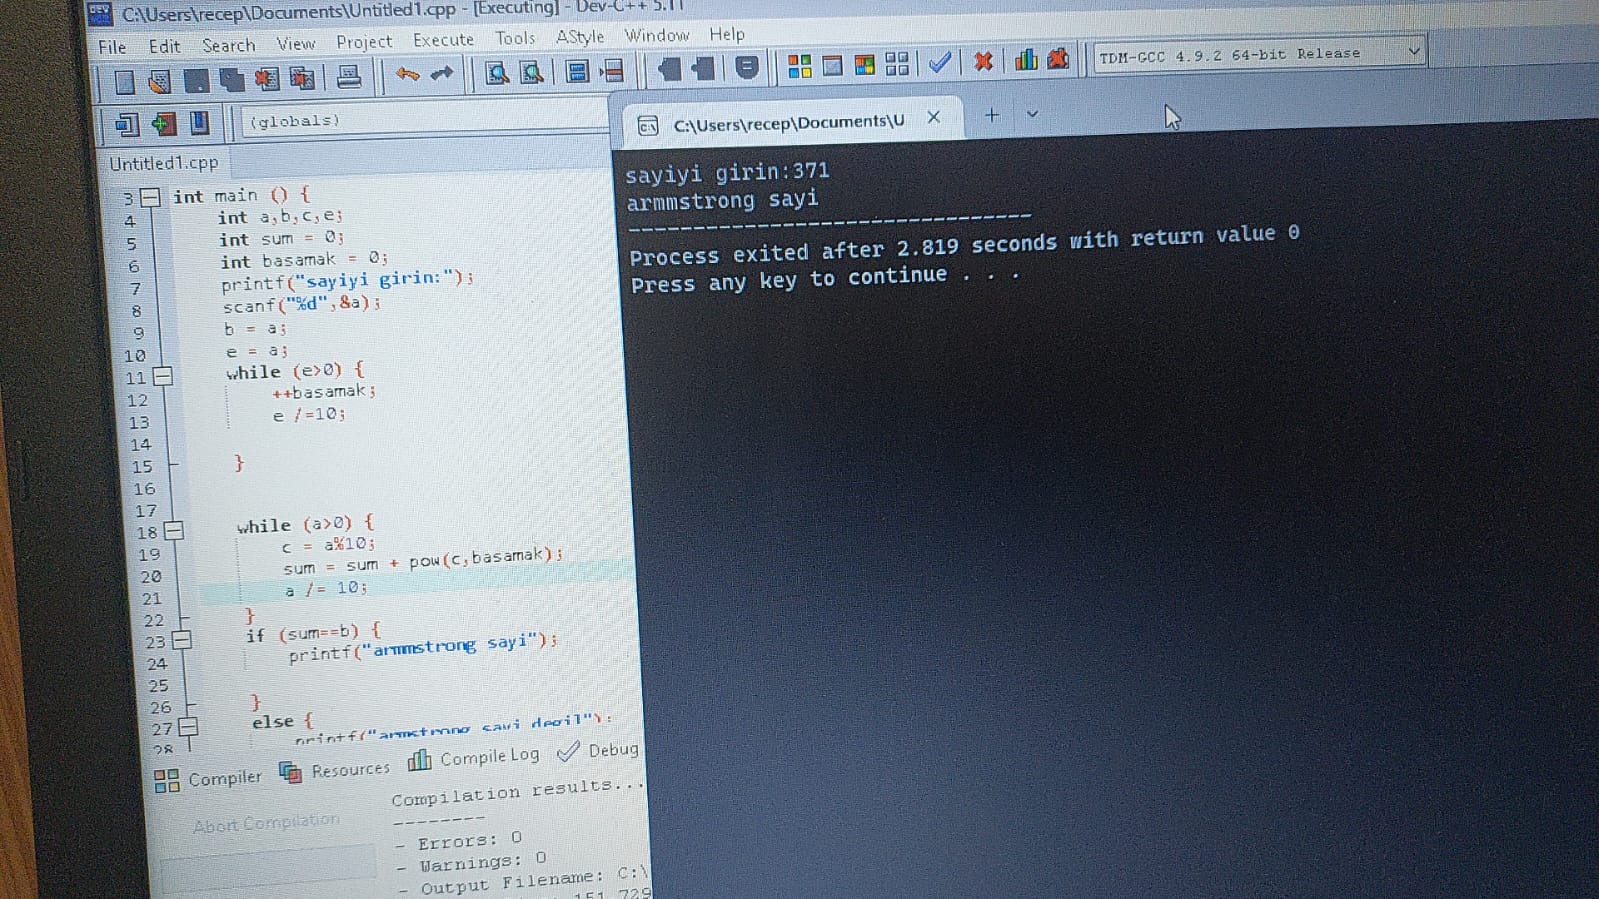 C:\Users\recep\Documents\Untitled1.cpp - [Executing] - Dev-C++ 5.11
File Edit Search View Project Execute Tools AStyle Window Help
TDM-GCC 4.9.2 64-bit Release
(globals)
Untitled1.cpp
C:\Users\recep\Documents\U
3 int main () {
4 int a,b,c,e;
5 int sum = 0;
6 int basamak = 0;
7 printf("sayiyi girin:");
8 scanf("%d",&a);
9 b = a;
10 e = a;
11 while (e>0) {
12 ++basamak;
13 e /=10;
14
15 }
16
17
18 while (a>0) {
19 c = a%10;
20 sum = sum + pow(c,basamak);
21 a /= 10;
22 }
23 if (sum==b) {
24 printf("armmstrong sayi");
25
26 }
27 else {
28 printf("armstrong sayi degil");
sayiyi girin:371
armmstrong sayi
--------------------------------
Process exited after 2.819 seconds with return value 0
Press any key to continue . . .
Compiler Resources Compile Log Debug
Abort Compilation
Compilation results...
--------
- Errors: 0
- Warnings: 0
- Output Filename: C:\